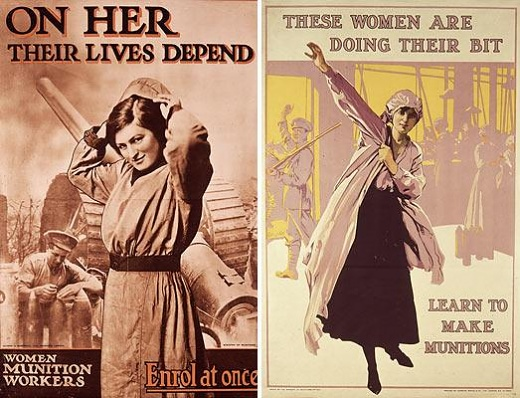 ON HER
THEIR LIVES DEPEND
WOMEN
MUNITION
WORKERS
Enrol at once
THESE WOMEN ARE
DOING THEIR BIT
LEARN TO
MAKE
MUNITIONS